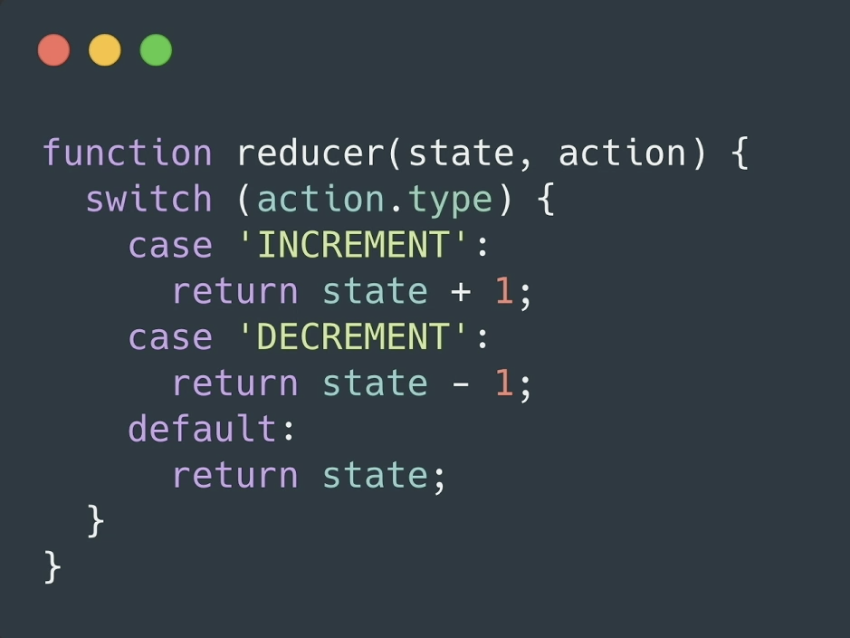 function reducer(state, action) {
  switch (action.type) {
    case 'INCREMENT':
      return state + 1;
    case 'DECREMENT':
      return state - 1;
    default:
      return state;
  }
}